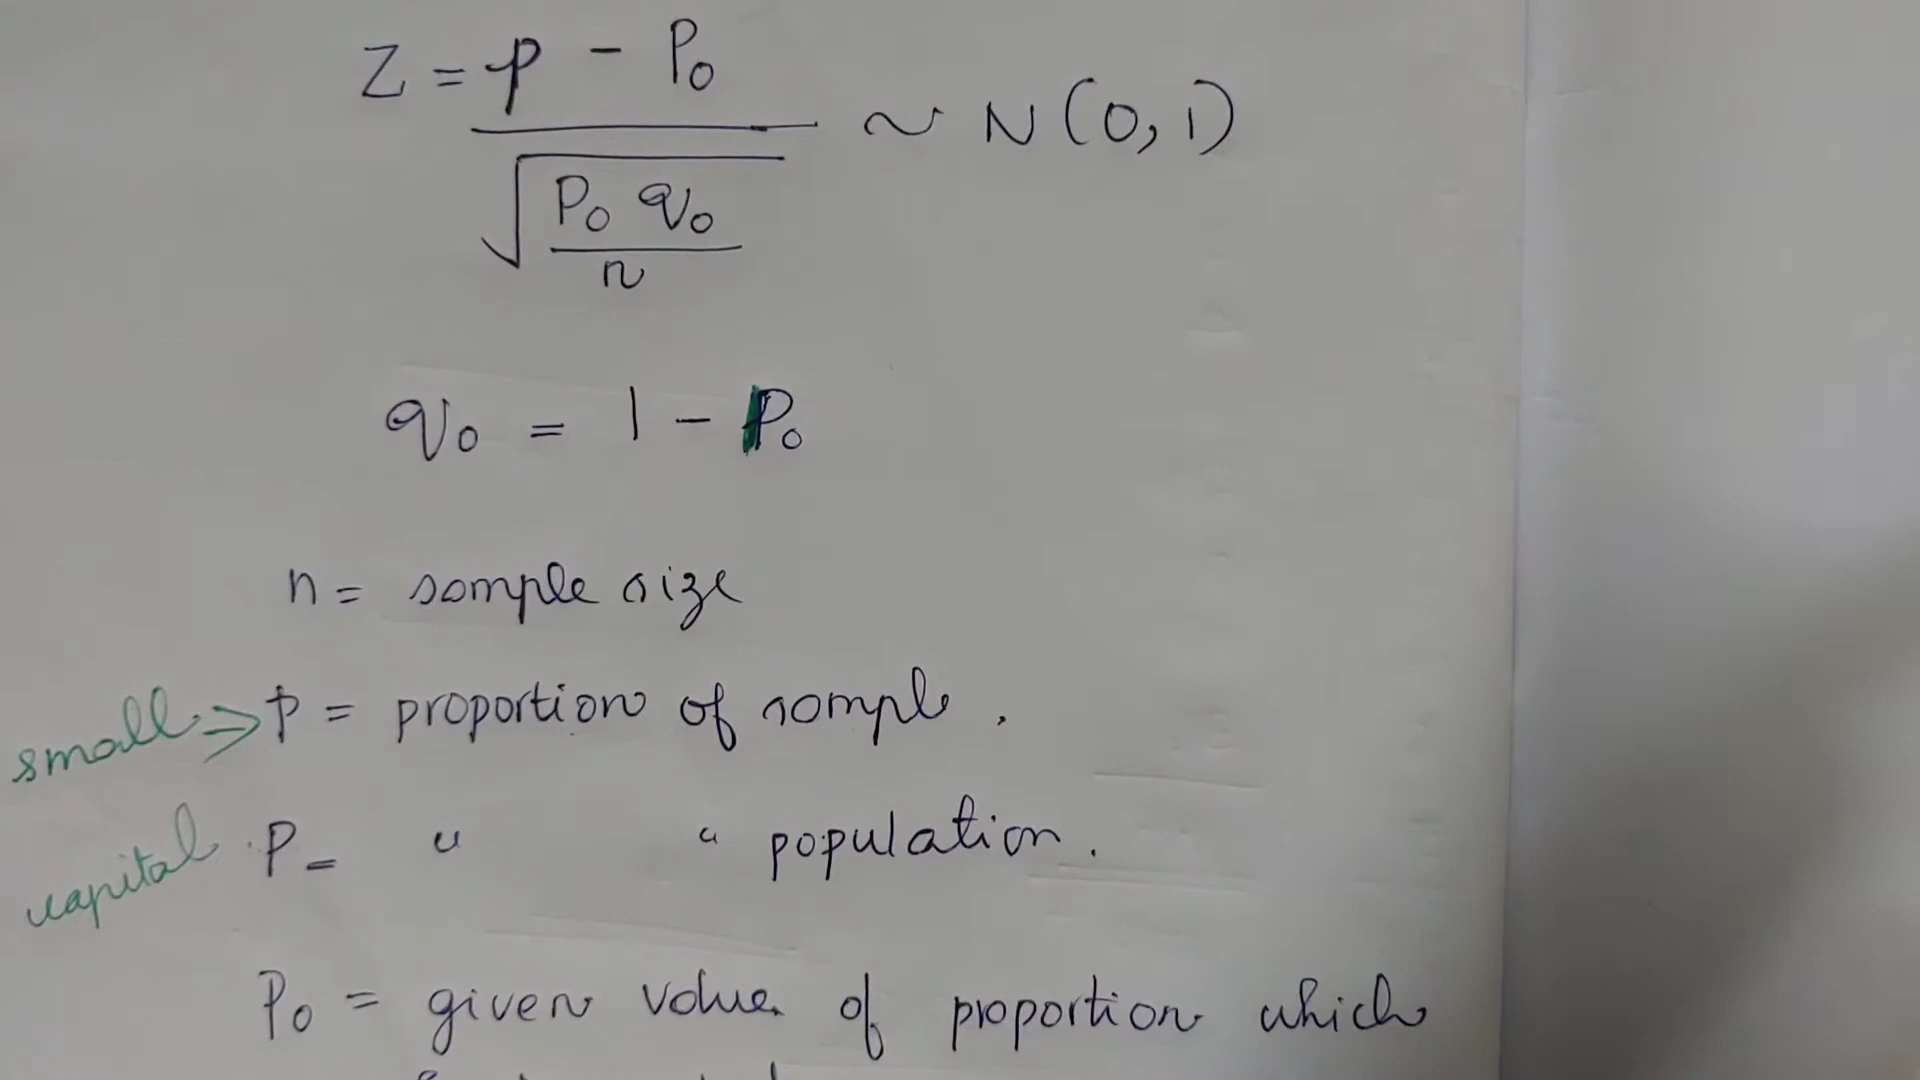 Z = p - P₀
√ P₀ q₀ / n ~ N(0,1)
q₀ = 1 - P₀
n = sample size
small ⇒ p = proportion of sample.
capital P = " " population.
P₀ = given value of proportion which